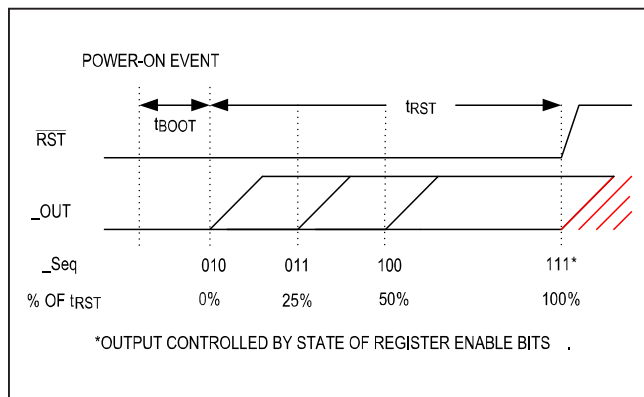 POWER-ON EVENT
tBOOT
tRST
RST
_OUT
_Seq 010 011 100 111*
% OF tRST 0% 25% 50% 100%
*OUTPUT CONTROLLED BY STATE OF REGISTER ENABLE BITS .